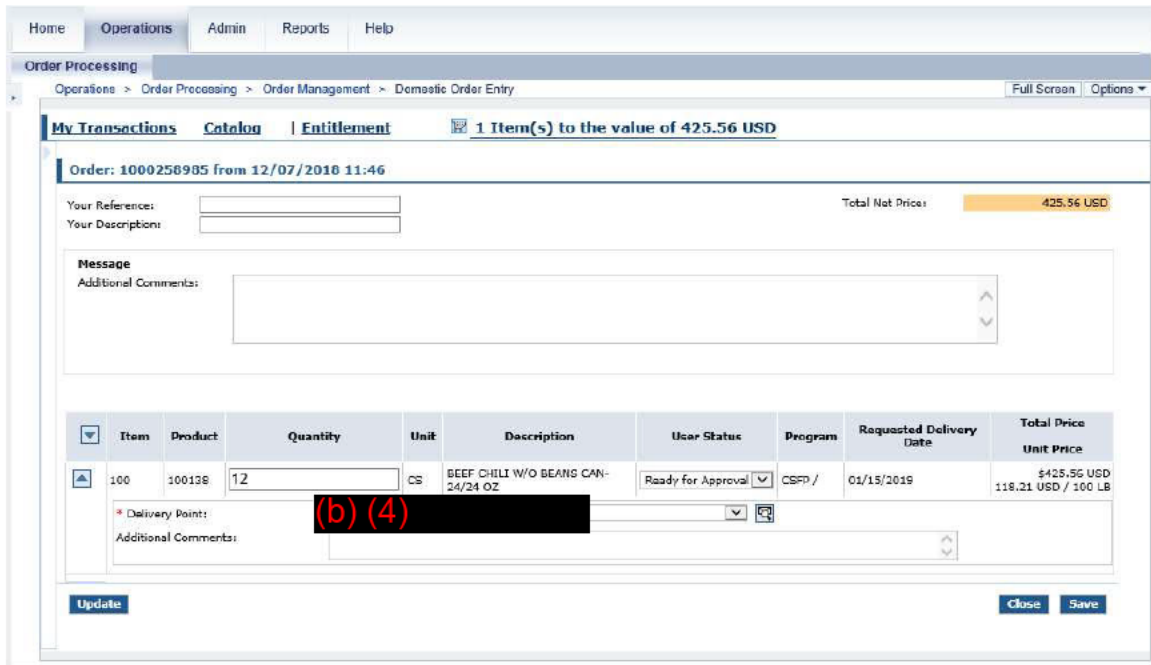 Home Operations Admin Reports Help
Order Processing
Operations > Order Processing > Order Management > Domestic Order Entry Full Screen Options
My Transactions Catalog | Entitlement 1 Item(s) to the value of 425.56 USD
Order: 1000258985 from 12/07/2018 11:46
Your Reference: Total Net Price: 425.56 USD
Your Description:
Message
Additional Comments:
Item Product Quantity Unit Description User Status Program Requested Delivery Date Total Price Unit Price
100 100138 12 CS BEEF CHILI W/O BEANS CAN-24/24 OZ Ready for Approval CSFP / 01/15/2019 $425.56 USD
118.21 USD / 100 LB
* Delivery Point: (b) (4)
Additional Comments:
Update Close Save